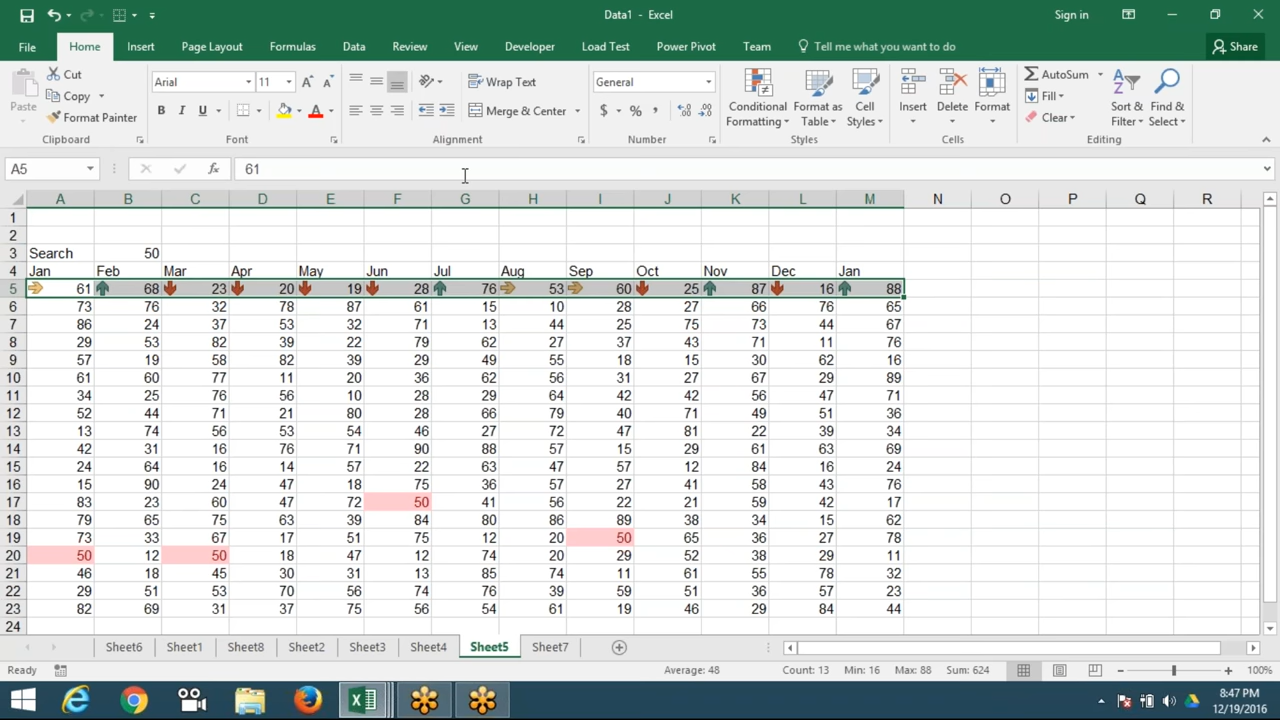 Data1 - Excel
Sign in
File Home Insert Page Layout Formulas Data Review View Developer Load Test Power Pivot Team Tell me what you want to do Share
Paste
Cut
Copy
Format Painter
Clipboard
Arial 11
B I U A
Font
Wrap Text
Merge & Center
Alignment
General
$ % ,
Number
Conditional Formatting
Format as Table
Cell Styles
Styles
Insert Delete Format
Cells
AutoSum
Fill
Clear
Sort & Filter
Find & Select
Editing
A5 fx 61
A B C D E F G H I J K L M N O P Q R
1
2
3 Search 50
4 Jan Feb Mar Apr May Jun Jul Aug Sep Oct Nov Dec Jan
5 61 68 23 20 19 28 76 53 60 25 87 16 88
6 73 76 32 78 87 61 15 10 28 27 66 76 65
7 86 24 37 53 32 71 13 44 25 75 73 44 67
8 29 53 82 39 22 79 62 27 37 43 71 11 76
9 57 19 58 82 39 29 49 55 18 15 30 62 16
10 61 60 77 11 20 36 62 56 31 27 67 29 89
11 34 25 76 56 10 28 29 64 42 42 56 47 71
12 52 44 71 21 80 28 66 79 40 71 49 51 36
13 13 74 56 53 54 46 27 72 47 81 22 39 34
14 42 31 16 76 71 90 88 57 15 29 61 63 69
15 24 64 16 14 57 22 63 47 57 12 84 16 24
16 15 90 24 47 18 75 36 57 27 41 58 43 76
17 83 23 60 47 72 50 41 56 22 21 59 42 17
18 79 65 75 63 39 84 80 86 89 38 34 15 62
19 73 33 67 17 51 75 12 20 50 65 36 27 78
20 50 12 50 18 47 12 74 20 29 52 38 29 11
21 46 18 45 30 31 13 85 74 11 61 55 78 32
22 29 51 53 70 56 74 76 39 59 51 36 57 23
23 82 69 31 37 75 56 54 61 19 46 29 84 44
24
Sheet6 Sheet1 Sheet8 Sheet2 Sheet3 Sheet4 Sheet5 Sheet7
Ready Average: 48 Count: 13 Min: 16 Max: 88 Sum: 624 100%
8:47 PM
12/19/2016